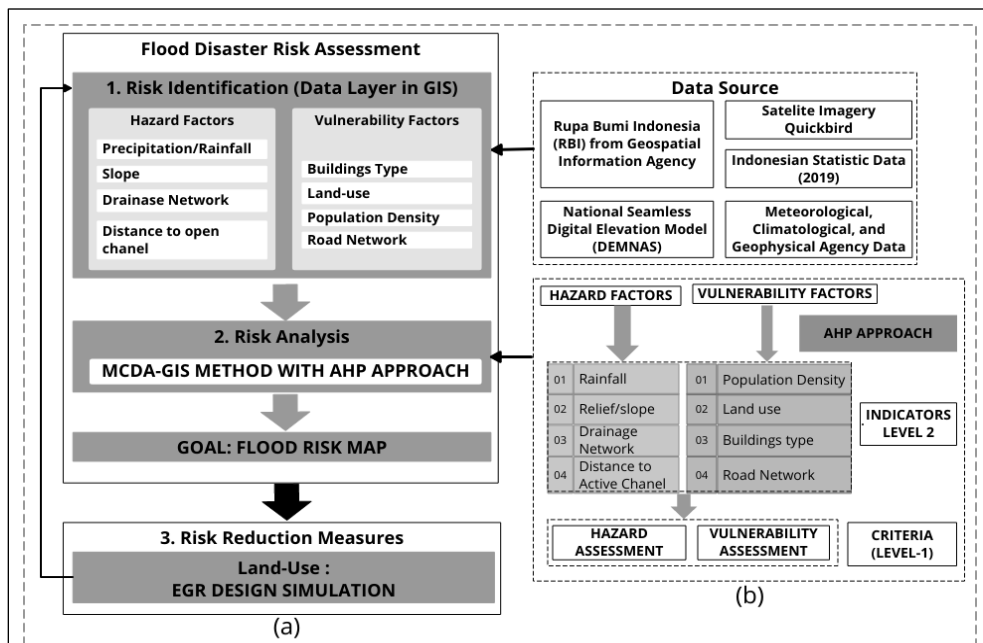 Flood Disaster Risk Assessment
1. Risk Identification (Data Layer in GIS)
Hazard Factors
Precipitation/Rainfall
Slope
Drainase Network
Distance to open
chanel
Vulnerability Factors
Buildings Type
Land-use
Population Density
Road Network
2. Risk Analysis
MCDA-GIS METHOD WITH AHP APPROACH
GOAL: FLOOD RISK MAP
3. Risk Reduction Measures
Land-Use :
EGR DESIGN SIMULATION
(a)
Data Source
Rupa Bumi Indonesia
(RBI) from Geospatial
Information Agency
Satelite Imagery
Quickbird
Indonesian Statistic Data
(2019)
National Seamless
Digital Elevation Model
(DEMNAS)
Meteorological,
Climatological, and
Geophysical Agency Data
HAZARD FACTORS
VULNERABILITY FACTORS
AHP APPROACH
01 Rainfall
02 Relief/slope
03 Drainage
Network
04 Distance to
Active Chanel
01 Population Density
02 Land use
03 Buildings type
04 Road Network
INDICATORS
LEVEL 2
HAZARD
ASSESSMENT
VULNERABILITY
ASSESSMENT
CRITERIA
(LEVEL-1)
(b)